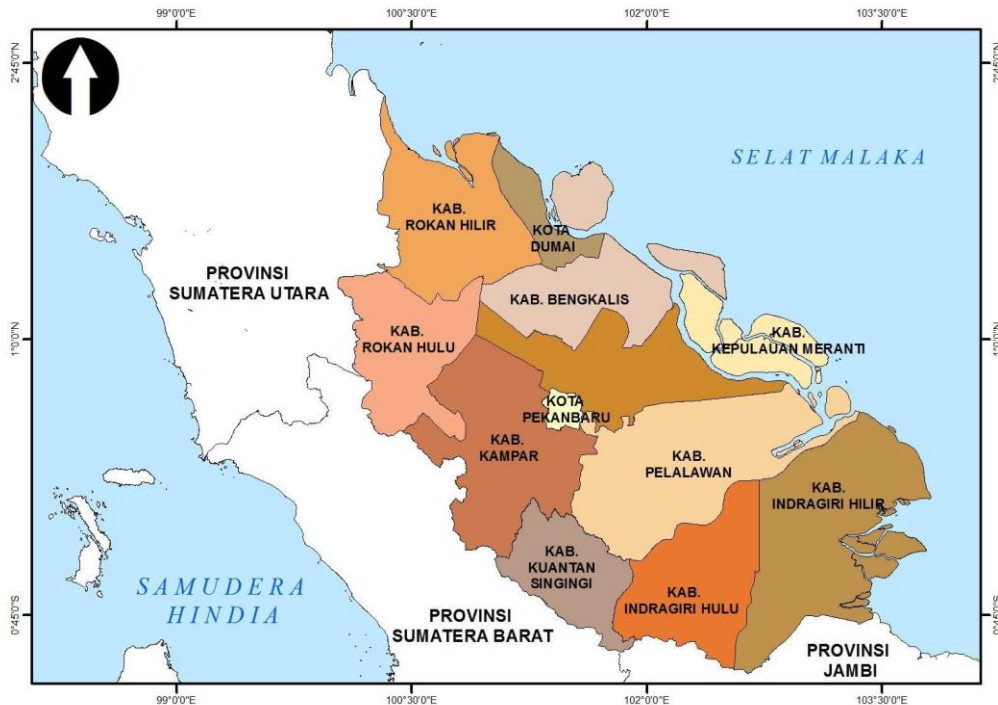 99°0'0"E 100°30'0"E 102°0'0"E 103°30'0"E
2°45'0"N 2°45'0"N
SELAT MALAKA
KAB.
ROKAN HILIR
KOTA
DUMAI
PROVINSI
SUMATERA UTARA
KAB. BENGKALIS
KAB.
ROKAN HULU
KAB.
KEPULAUAN MERANTI
1°0'0"N 1°0'0"N
KOTA
PEKANBARU
KAB.
KAMPAR
KAB.
PELALAWAN
KAB.
INDRAGIRI HILIR
KAB.
KUANTAN
SINGINGI
KAB.
INDRAGIRI HULU
SAMUDERA
HINDIA
PROVINSI
SUMATERA BARAT
PROVINSI
JAMBI
0°45'0"S 0°45'0"S
99°0'0"E 100°30'0"E 102°0'0"E 103°30'0"E